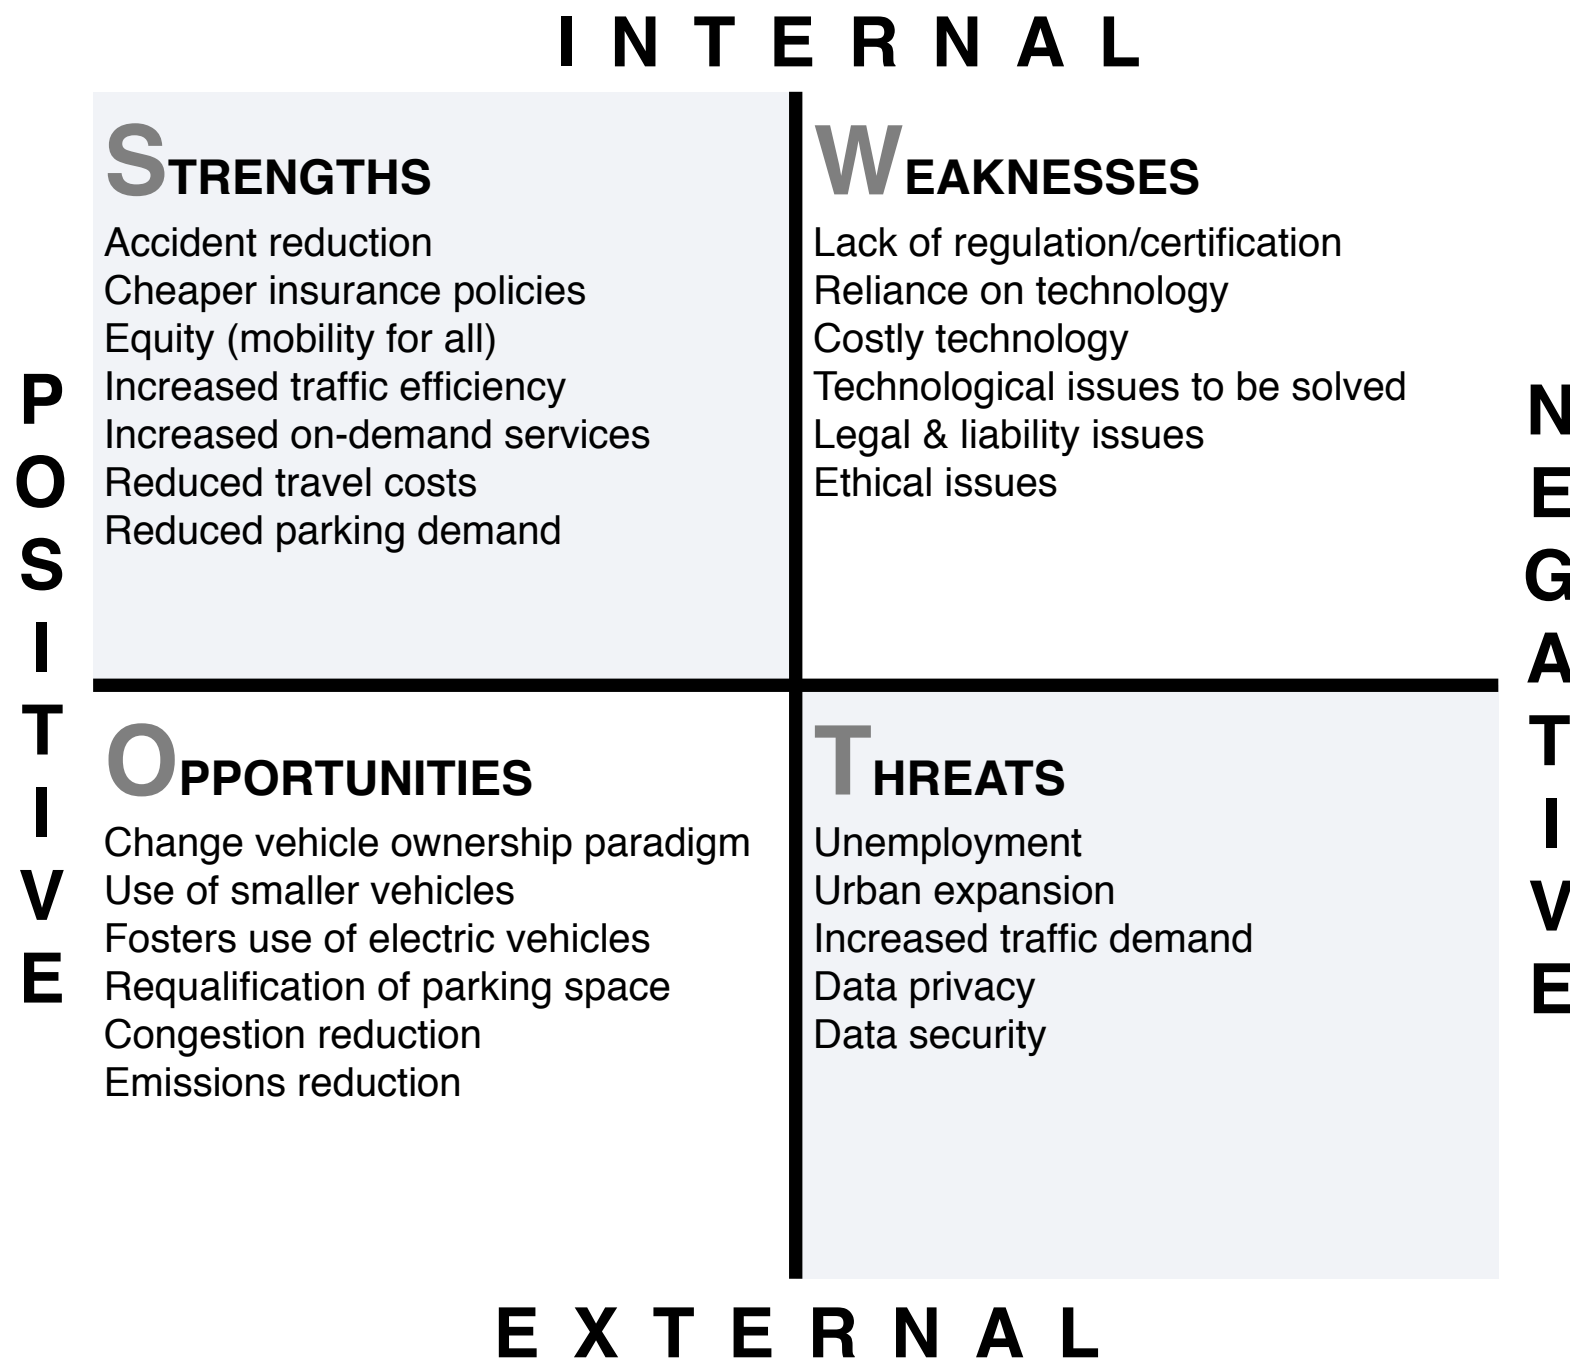 INTERNAL
STRENGTHS
Accident reduction
Cheaper insurance policies
Equity (mobility for all)
Increased traffic efficiency
Increased on-demand services
Reduced travel costs
Reduced parking demand
WEAKNESSES
Lack of regulation/certification
Reliance on technology
Costly technology
Technological issues to be solved
Legal & liability issues
Ethical issues
POSITIVE
NEGATIVE
OPPORTUNITIES
Change vehicle ownership paradigm
Use of smaller vehicles
Fosters use of electric vehicles
Requalification of parking space
Congestion reduction
Emissions reduction
THREATS
Unemployment
Urban expansion
Increased traffic demand
Data privacy
Data security
EXTERNAL